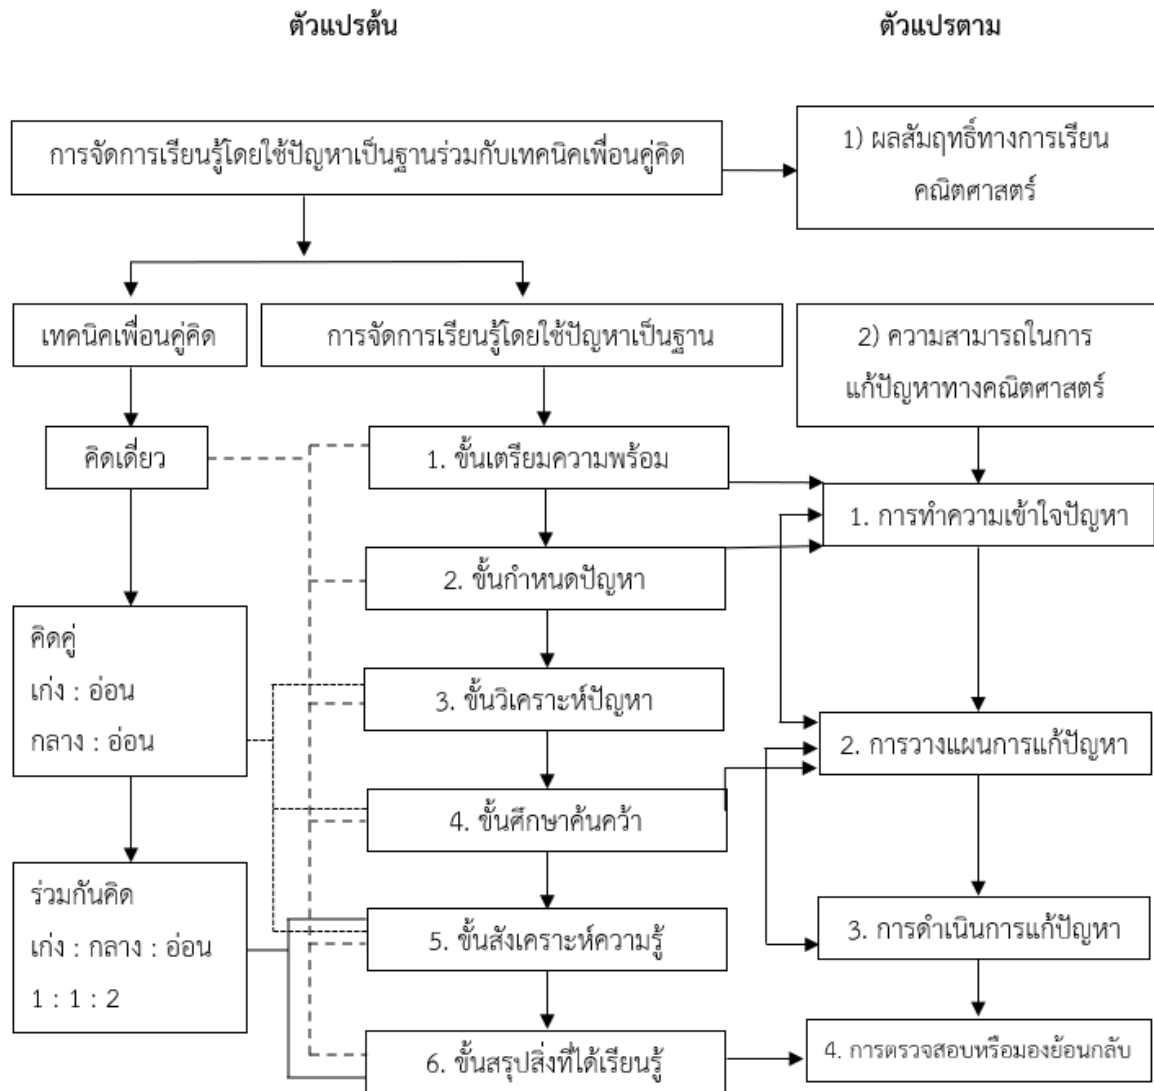 ตัวแปรต้น
ตัวแปรตาม
การจัดการเรียนรู้โดยใช้ปัญหาเป็นฐานร่วมกับเทคนิคเพื่อนคู่คิด
1) ผลสัมฤทธิ์ทางการเรียน
คณิตศาสตร์
เทคนิคเพื่อนคู่คิด
การจัดการเรียนรู้โดยใช้ปัญหาเป็นฐาน
2) ความสามารถในการ
แก้ปัญหาทางคณิตศาสตร์
คิดเดี่ยว
1. ขั้นเตรียมความพร้อม
1. การทำความเข้าใจปัญหา
2. ขั้นกำหนดปัญหา
คิดคู่
เก่ง : อ่อน
กลาง : อ่อน
3. ขั้นวิเคราะห์ปัญหา
2. การวางแผนการแก้ปัญหา
4. ขั้นศึกษาค้นคว้า
ร่วมกันคิด
เก่ง : กลาง : อ่อน
1 : 1 : 2
5. ขั้นสังเคราะห์ความรู้
3. การดำเนินการแก้ปัญหา
6. ขั้นสรุปสิ่งที่ได้เรียนรู้
4. การตรวจสอบหรือมองย้อนกลับ